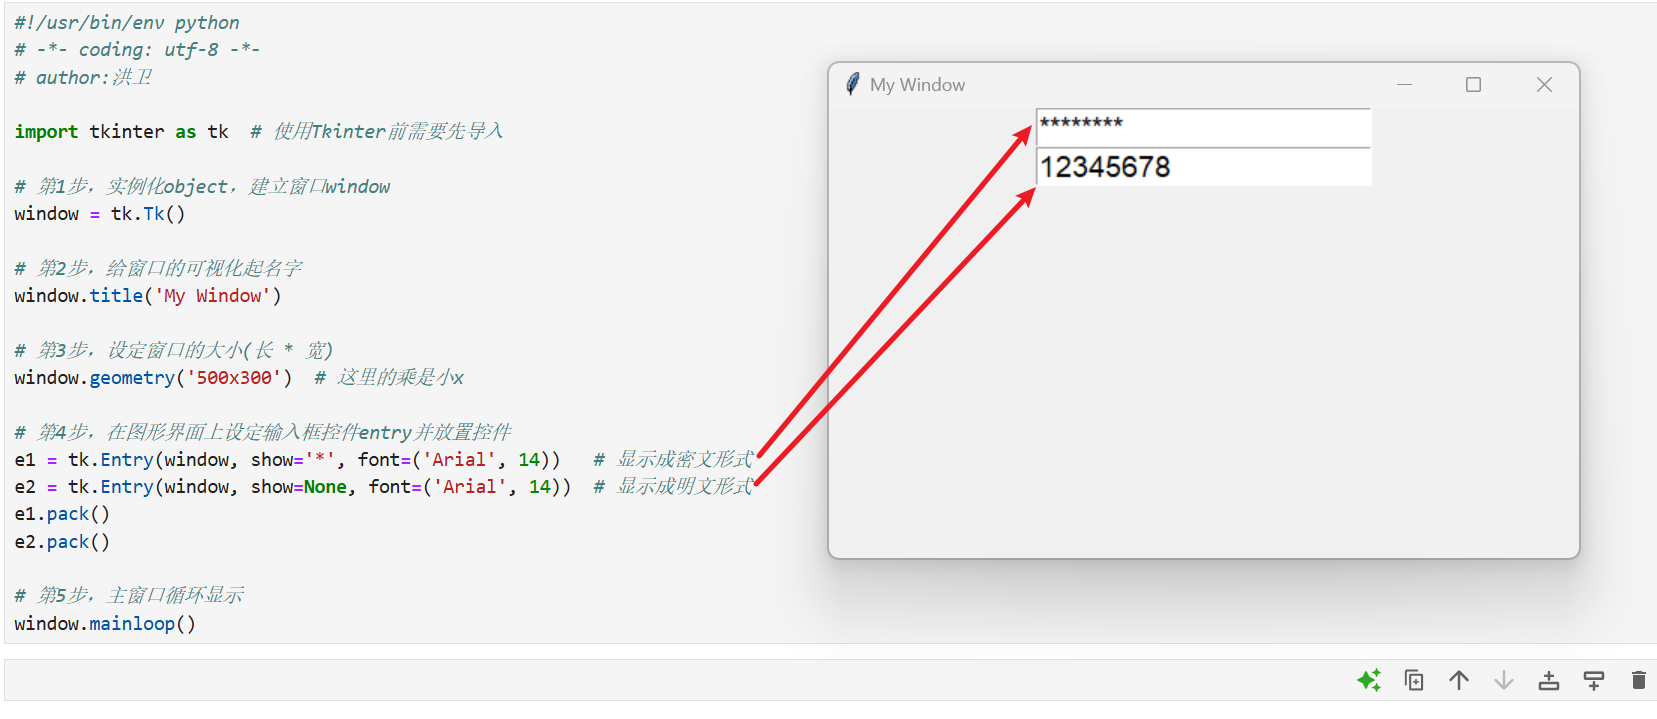 #!/usr/bin/env python
# -*- coding: utf-8 -*-
# author:洪卫
import tkinter as tk  # 使用Tkinter前需要先导入
# 第1步，实例化object，建立窗口window
window = tk.Tk()
# 第2步，给窗口的可视化起名字
window.title('My Window')
# 第3步，设定窗口的大小(长 * 宽)
window.geometry('500x300')  # 这里的乘是小x
# 第4步，在图形界面上设定输入框控件entry并放置控件
e1 = tk.Entry(window, show='*', font=('Arial', 14))   # 显示成密文形式
e2 = tk.Entry(window, show=None, font=('Arial', 14))  # 显示成明文形式
e1.pack()
e2.pack()
# 第5步，主窗口循环显示
window.mainloop()
My Window
********
12345678